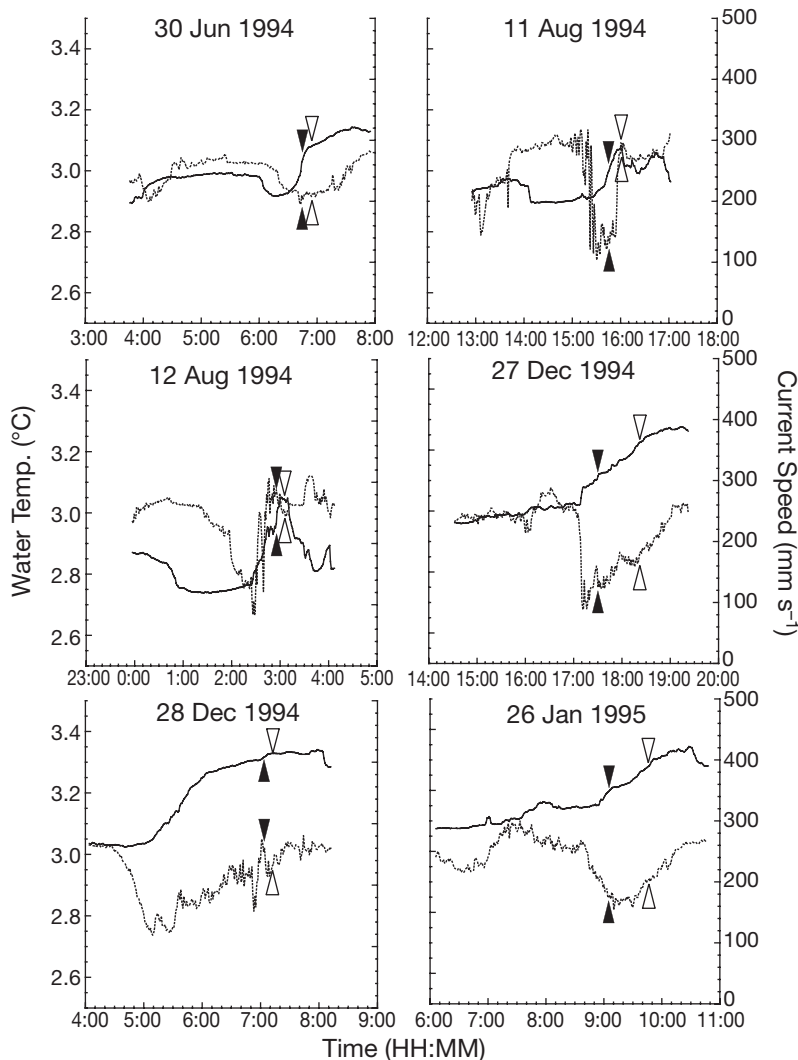 30 Jun 1994
11 Aug 1994
3.4
3.2
3.0
2.8
2.6
500
400
300
200
100
0
3:00 4:00 5:00 6:00 7:00 8:00
12:00 13:00 14:00 15:00 16:00 17:00 18:00
12 Aug 1994
27 Dec 1994
3.4
3.2
3.0
2.8
2.6
500
400
300
200
100
0
23:00 0:00 1:00 2:00 3:00 4:00 5:00
14:00 15:00 16:00 17:00 18:00 19:00 20:00
28 Dec 1994
26 Jan 1995
3.4
3.2
3.0
2.8
2.6
500
400
300
200
100
0
4:00 5:00 6:00 7:00 8:00 9:00
6:00 7:00 8:00 9:00 10:00 11:00
Water Temp. (°C)
Current Speed (mm s⁻¹)
Time (HH:MM)